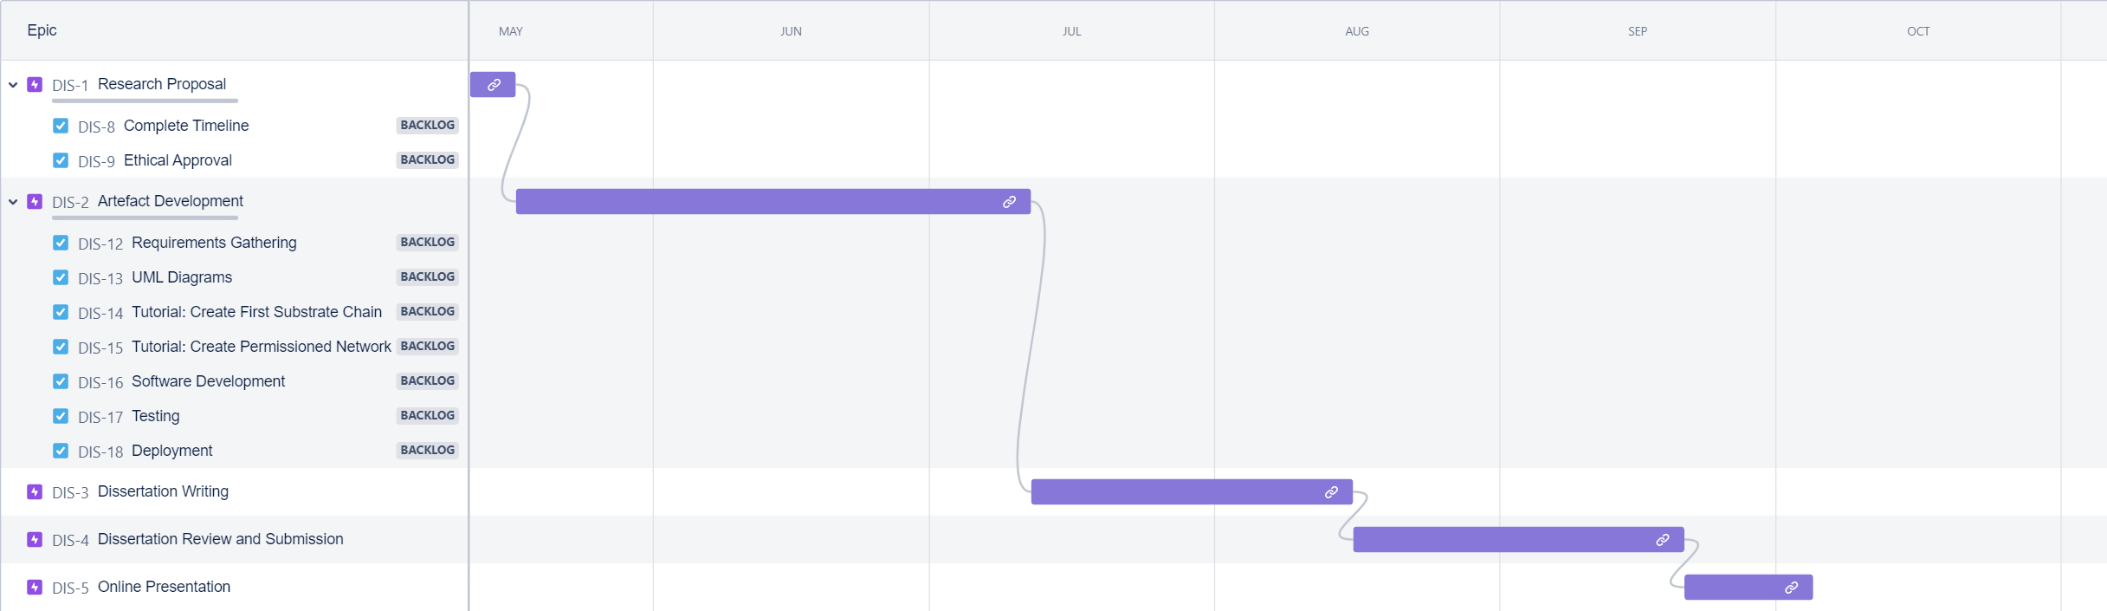 Epic MAY JUN JUL AUG SEP OCT
DIS-1 Research Proposal
DIS-8 Complete Timeline BACKLOG
DIS-9 Ethical Approval BACKLOG
DIS-2 Artefact Development
DIS-12 Requirements Gathering BACKLOG
DIS-13 UML Diagrams BACKLOG
DIS-14 Tutorial: Create First Substrate Chain BACKLOG
DIS-15 Tutorial: Create Permissioned Network BACKLOG
DIS-16 Software Development BACKLOG
DIS-17 Testing BACKLOG
DIS-18 Deployment BACKLOG
DIS-3 Dissertation Writing
DIS-4 Dissertation Review and Submission
DIS-5 Online Presentation